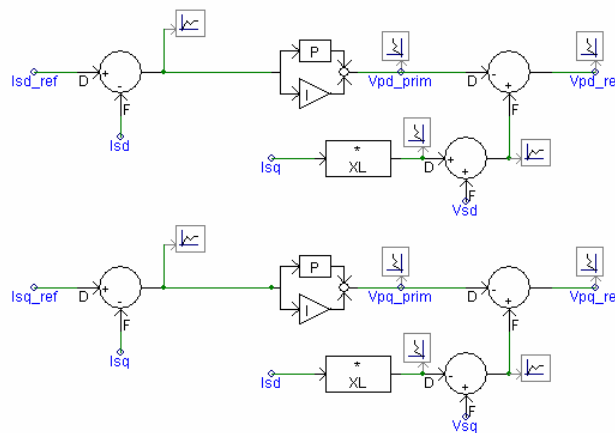 P
Isd_ref
D
+
-
F
I
Vpd_prim
D
-
+
Vpd_re
F
Isd
Isq
*
XL
D
+
+
F
Vsd
P
Isq_ref
D
+
-
F
I
Vpq_prim
D
-
+
Vpq_re
F
Isq
Isd
*
XL
D
-
+
F
Vsq